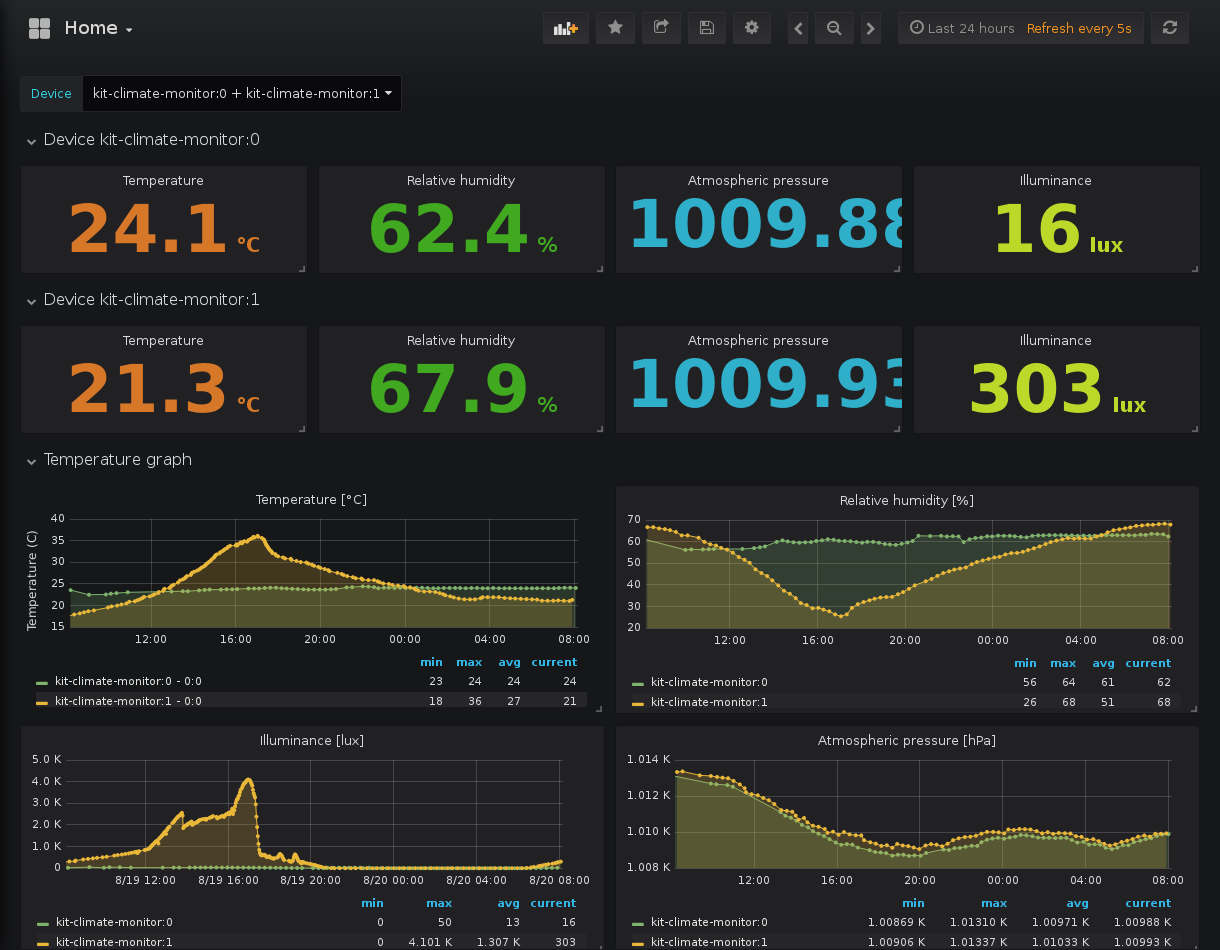 Home
Last 24 hours Refresh every 5s
Device kit-climate-monitor:0 + kit-climate-monitor:1
Device kit-climate-monitor:0
Temperature Relative humidity Atmospheric pressure Illuminance
24.1 °C 62.4 % 1009.88 16 lux
Device kit-climate-monitor:1
Temperature Relative humidity Atmospheric pressure Illuminance
21.3 °C 67.9 % 1009.93 303 lux
Temperature graph
Temperature [°C]
Temperature (C)
40
35
30
25
20
15
12:00 16:00 20:00 00:00 04:00 08:00
min max avg current
kit-climate-monitor:0 - 0:0 23 24 24 24
kit-climate-monitor:1 - 0:0 18 36 27 21
Relative humidity [%]
70
60
50
40
30
20
12:00 16:00 20:00 00:00 04:00 08:00
min max avg current
kit-climate-monitor:0 56 64 61 62
kit-climate-monitor:1 26 68 51 68
Illuminance [lux]
5.0 K
4.0 K
3.0 K
2.0 K
1.0 K
0
8/19 12:00 8/19 16:00 8/19 20:00 8/20 00:00 8/20 04:00 8/20 08:00
min max avg current
kit-climate-monitor:0 0 50 13 16
kit-climate-monitor:1 0 4.101 K 1.307 K 303
Atmospheric pressure [hPa]
1.014 K
1.012 K
1.010 K
1.008 K
12:00 16:00 20:00 00:00 04:00 08:00
min max avg current
kit-climate-monitor:0 1.00869 K 1.01310 K 1.00971 K 1.00988 K
kit-climate-monitor:1 1.00906 K 1.01337 K 1.01033 K 1.00993 K